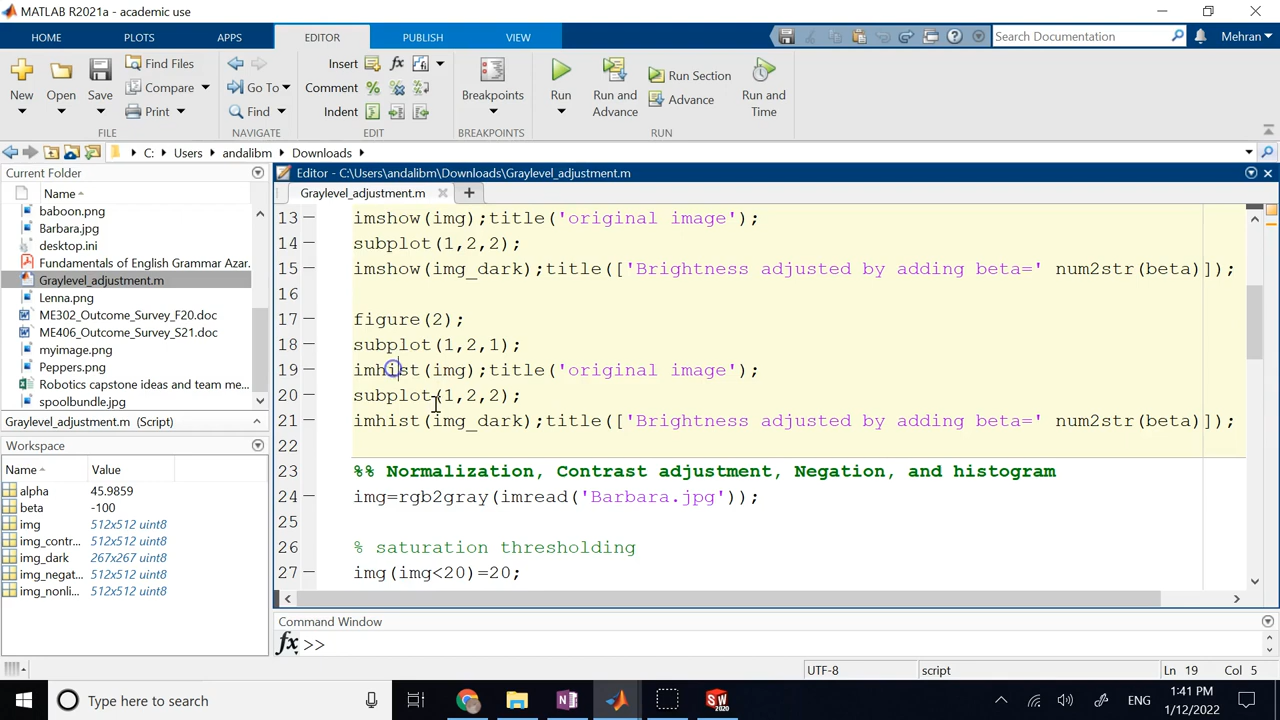 MATLAB R2021a - academic use
HOME PLOTS APPS EDITOR PUBLISH VIEW Search Documentation Mehran
New Open Save Find Files Compare Print
Go To Find
Insert fx
Comment
Indent
Breakpoints
Run Run and Advance Run Section Advance Run and Time
FILE NAVIGATE EDIT BREAKPOINTS RUN
C: Users andalibm Downloads
Current Folder
Name
baboon.png
Barbara.jpg
desktop.ini
Fundamentals of English Grammar Azar.
Graylevel_adjustment.m
Lenna.png
ME302_Outcome_Survey_F20.doc
ME406_Outcome_Survey_S21.doc
myimage.png
Peppers.png
Robotics capstone ideas and team me...
spoolbundle.jpg
Graylevel_adjustment.m (Script)
Workspace
Name Value
alpha 45.9859
beta -100
img 512x512 uint8
img_contr... 512x512 uint8
img_dark 267x267 uint8
img_negat... 512x512 uint8
img_nonli... 512x512 uint8
Editor - C:\Users\andalibm\Downloads\Graylevel_adjustment.m
Graylevel_adjustment.m
13 imshow(img);title('original image');
14 subplot(1,2,2);
15 imshow(img_dark);title(['Brightness adjusted by adding beta=' num2str(beta)]);
16
17 figure(2);
18 subplot(1,2,1);
19 imhist(img);title('original image');
20 subplot(1,2,2);
21 imhist(img_dark);title(['Brightness adjusted by adding beta=' num2str(beta)]);
22
23 %% Normalization, Contrast adjustment, Negation, and histogram
24 img=rgb2gray(imread('Barbara.jpg'));
25
26 % saturation thresholding
27 img(img<20)=20;
Command Window
fx >>
UTF-8 script Ln 19 Col 5
Type here to search
ENG
1:41 PM
1/12/2022